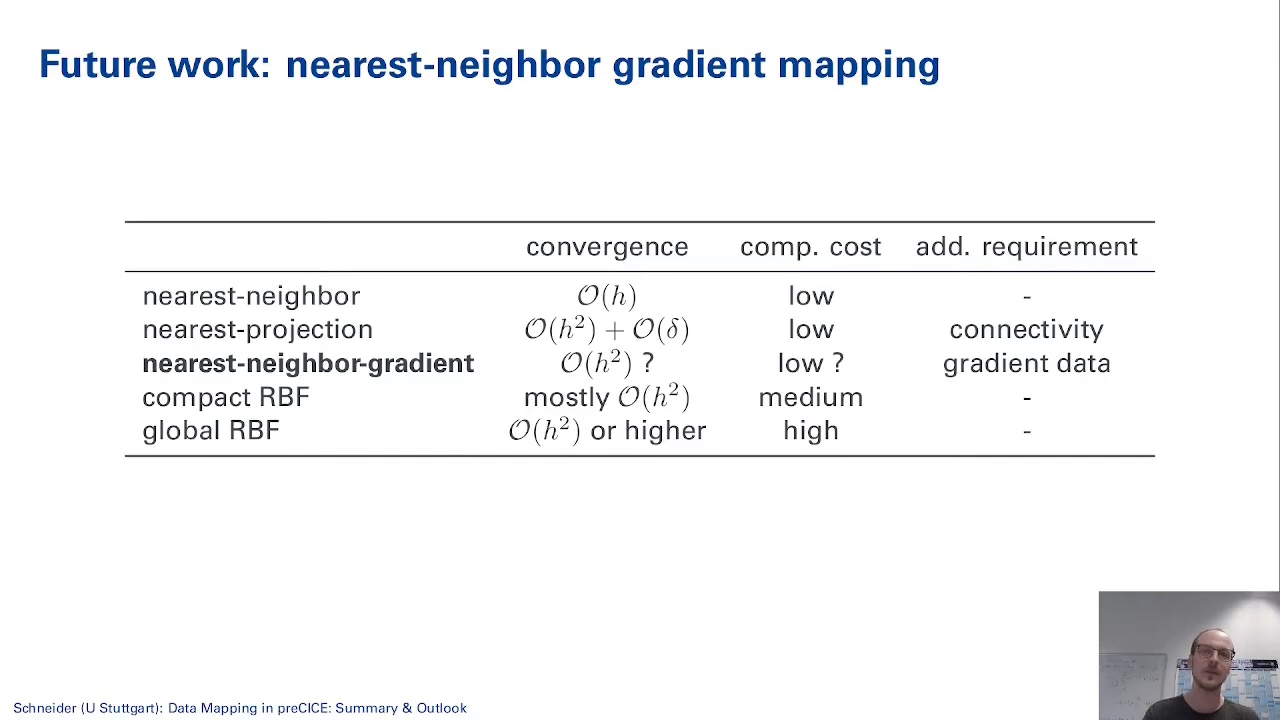 Future work: nearest-neighbor gradient mapping
convergence comp. cost add. requirement
nearest-neighbor O(h) low -
nearest-projection O(h²) + O(δ) low connectivity
nearest-neighbor-gradient O(h²) ? low ? gradient data
compact RBF mostly O(h²) medium -
global RBF O(h²) or higher high -
Schneider (U Stuttgart): Data Mapping in preCICE: Summary & Outlook